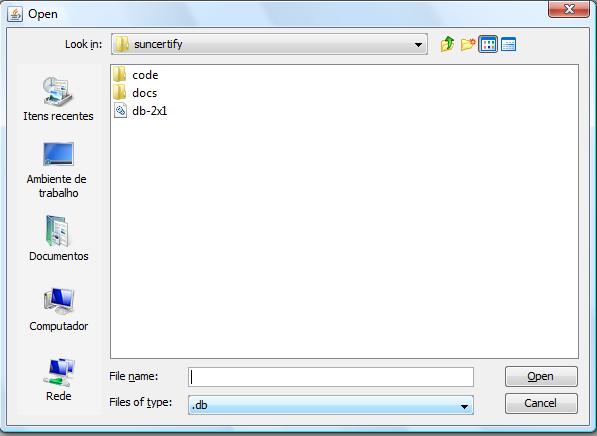 Open
Look in: suncertify
code
docs
db-2x1
Itens recentes
Ambiente de
trabalho
Documentos
Computador
Rede
File name:
Open
Files of type: .db
Cancel